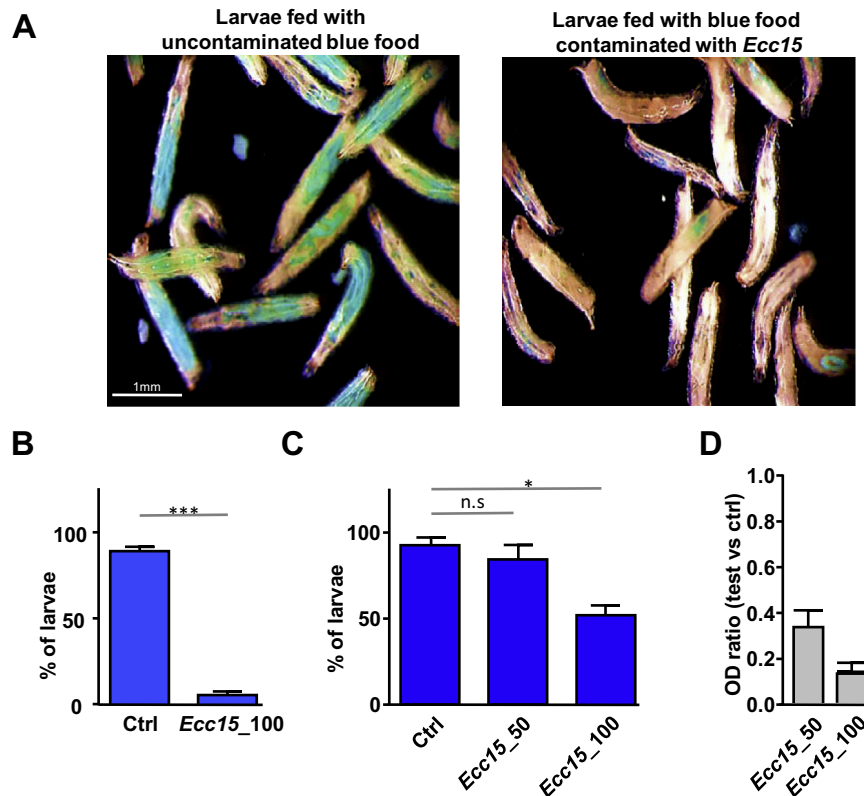 A
Larvae fed with
uncontaminated blue food
Larvae fed with blue food
contaminated with Ecc15
1mm
B
% of larvae
100
50
0
***
Ctrl
Ecc15_100
C
% of larvae
100
50
0
*
n.s
Ctrl
Ecc15_50
Ecc15_100
D
OD ratio (test vs ctrl)
1.0
0.8
0.6
0.4
0.2
0.0
Ecc15_50
Ecc15_100